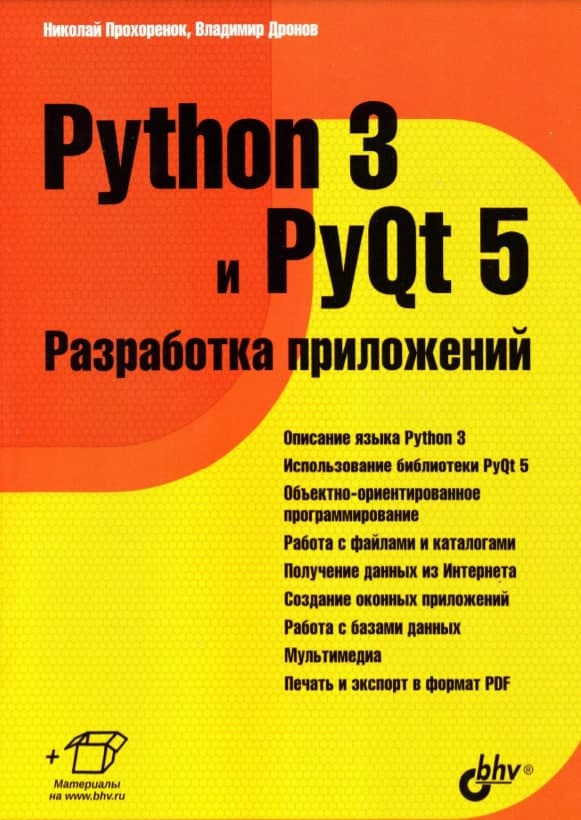 Николай Прохоренок, Владимир Дронов
Python 3
и PyQt 5
Разработка приложений
Описание языка Python 3
Использование библиотеки PyQt 5
Объектно-ориентированное
программирование
Работа с файлами и каталогами
Получение данных из Интернета
Создание оконных приложений
Работа с базами данных
Мультимедиа
Печать и экспорт в формат PDF
+
Материалы
на www.bhv.ru
bhv®